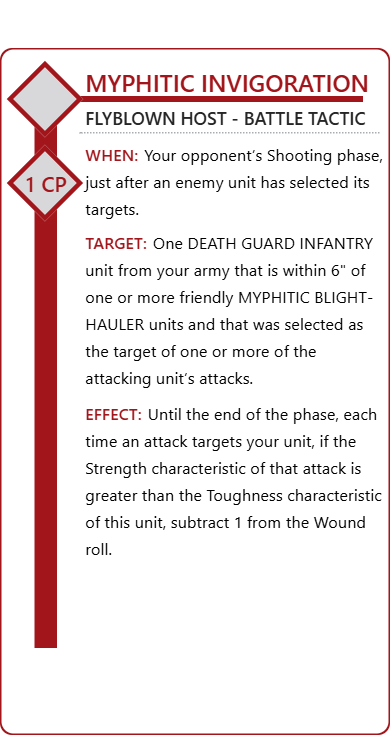 MYPHITIC INVIGORATION
FLYBLOWN HOST - BATTLE TACTIC
1 CP
WHEN: Your opponent's Shooting phase,
just after an enemy unit has selected its
targets.
TARGET: One DEATH GUARD INFANTRY
unit from your army that is within 6" of
one or more friendly MYPHITIC BLIGHT-
HAULER units and that was selected as
the target of one or more of the
attacking unit's attacks.
EFFECT: Until the end of the phase, each
time an attack targets your unit, if the
Strength characteristic of that attack is
greater than the Toughness characteristic
of this unit, subtract 1 from the Wound
roll.